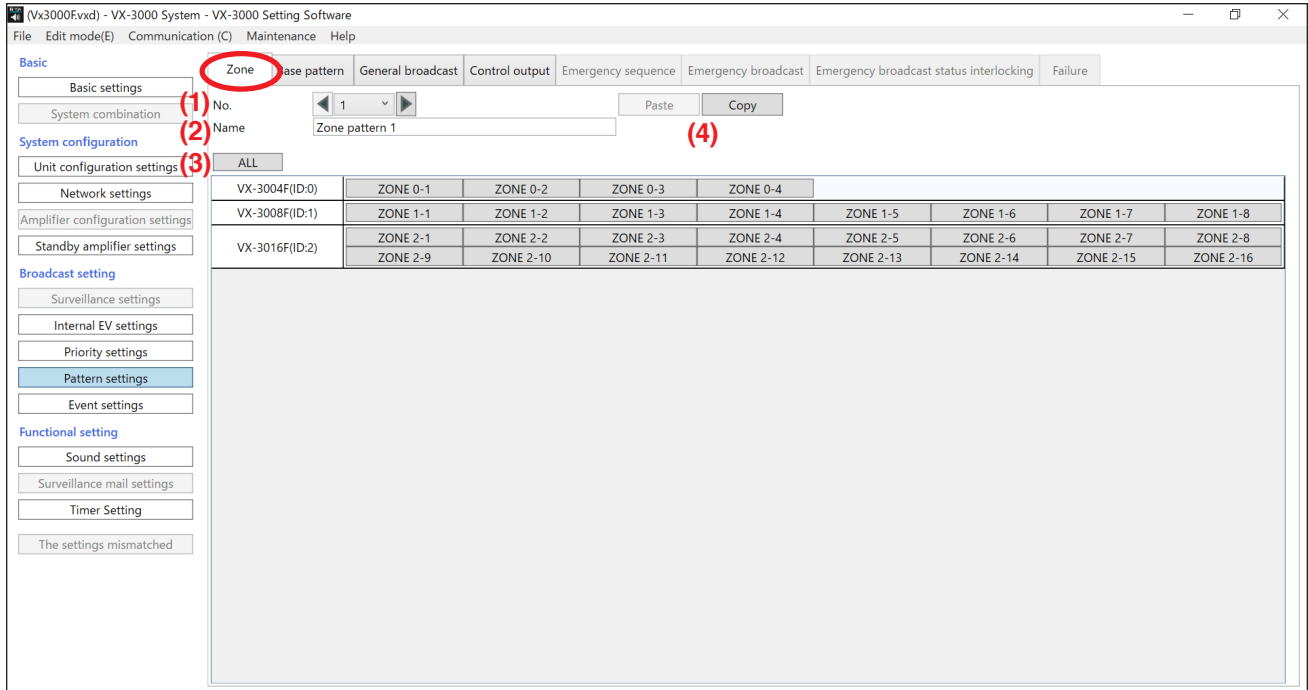 (Vx3000F.vxd) - VX-3000 System - VX-3000 Setting Software
File Edit mode(E) Communication (C) Maintenance Help
Basic
Basic settings
System combination
System configuration
Unit configuration settings
Network settings
Amplifier configuration settings
Standby amplifier settings
Broadcast setting
Surveillance settings
Internal EV settings
Priority settings
Pattern settings
Event settings
Functional setting
Sound settings
Surveillance mail settings
Timer Setting
The settings mismatched
Zone Base pattern General broadcast Control output Emergency sequence Emergency broadcast Emergency broadcast status interlocking Failure
(1) No. 1 Paste Copy
(2) Name Zone pattern 1 (4)
(3) ALL
VX-3004F(ID:0) ZONE 0-1 ZONE 0-2 ZONE 0-3 ZONE 0-4
VX-3008F(ID:1) ZONE 1-1 ZONE 1-2 ZONE 1-3 ZONE 1-4 ZONE 1-5 ZONE 1-6 ZONE 1-7 ZONE 1-8
VX-3016F(ID:2) ZONE 2-1 ZONE 2-2 ZONE 2-3 ZONE 2-4 ZONE 2-5 ZONE 2-6 ZONE 2-7 ZONE 2-8
ZONE 2-9 ZONE 2-10 ZONE 2-11 ZONE 2-12 ZONE 2-13 ZONE 2-14 ZONE 2-15 ZONE 2-16